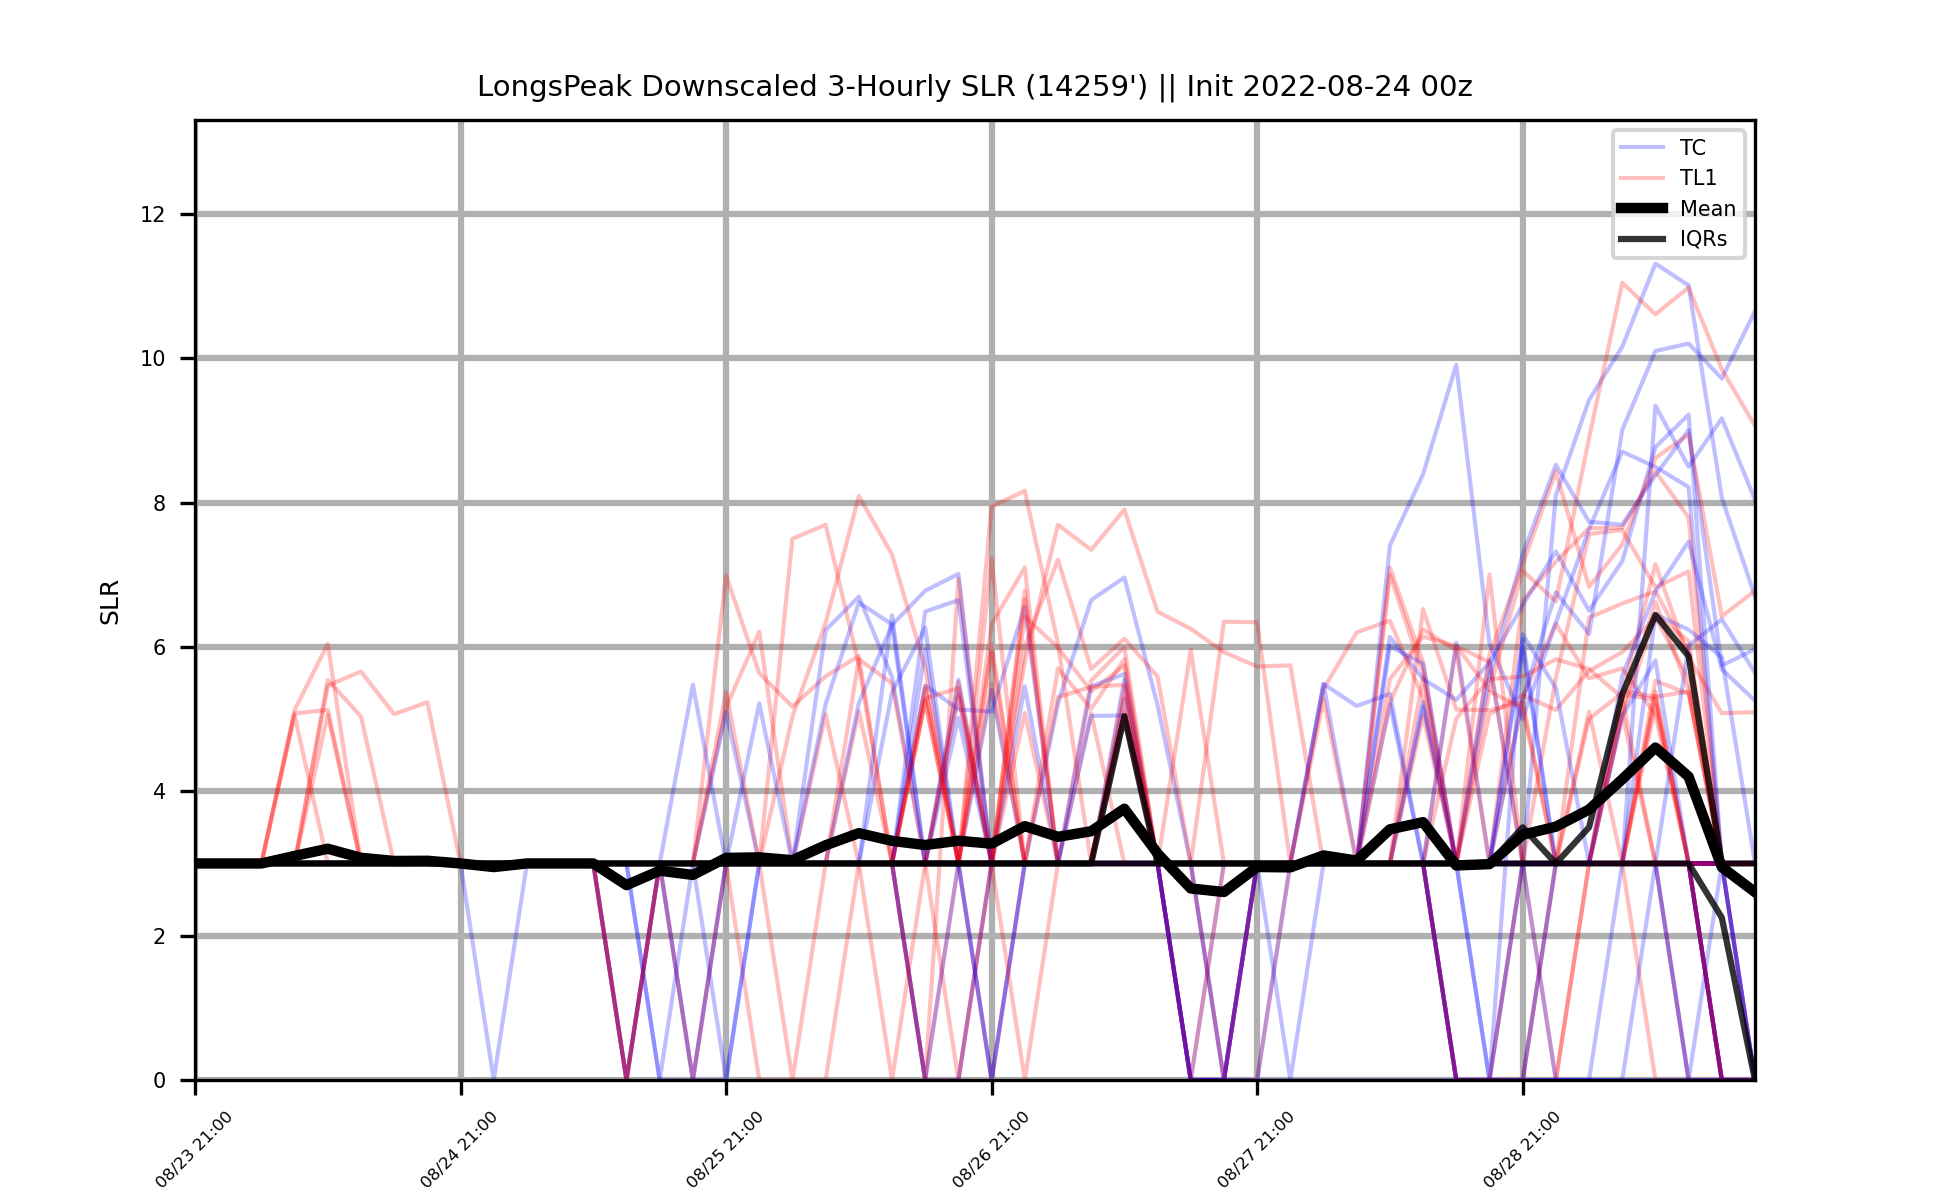 LongsPeak Downscaled 3-Hourly SLR (14259') || Init 2022-08-24 00z
TC
TL1
Mean
IQRs
SLR
12
10
8
6
4
2
0
08/23 21:00
08/24 21:00
08/25 21:00
08/26 21:00
08/27 21:00
08/28 21:00